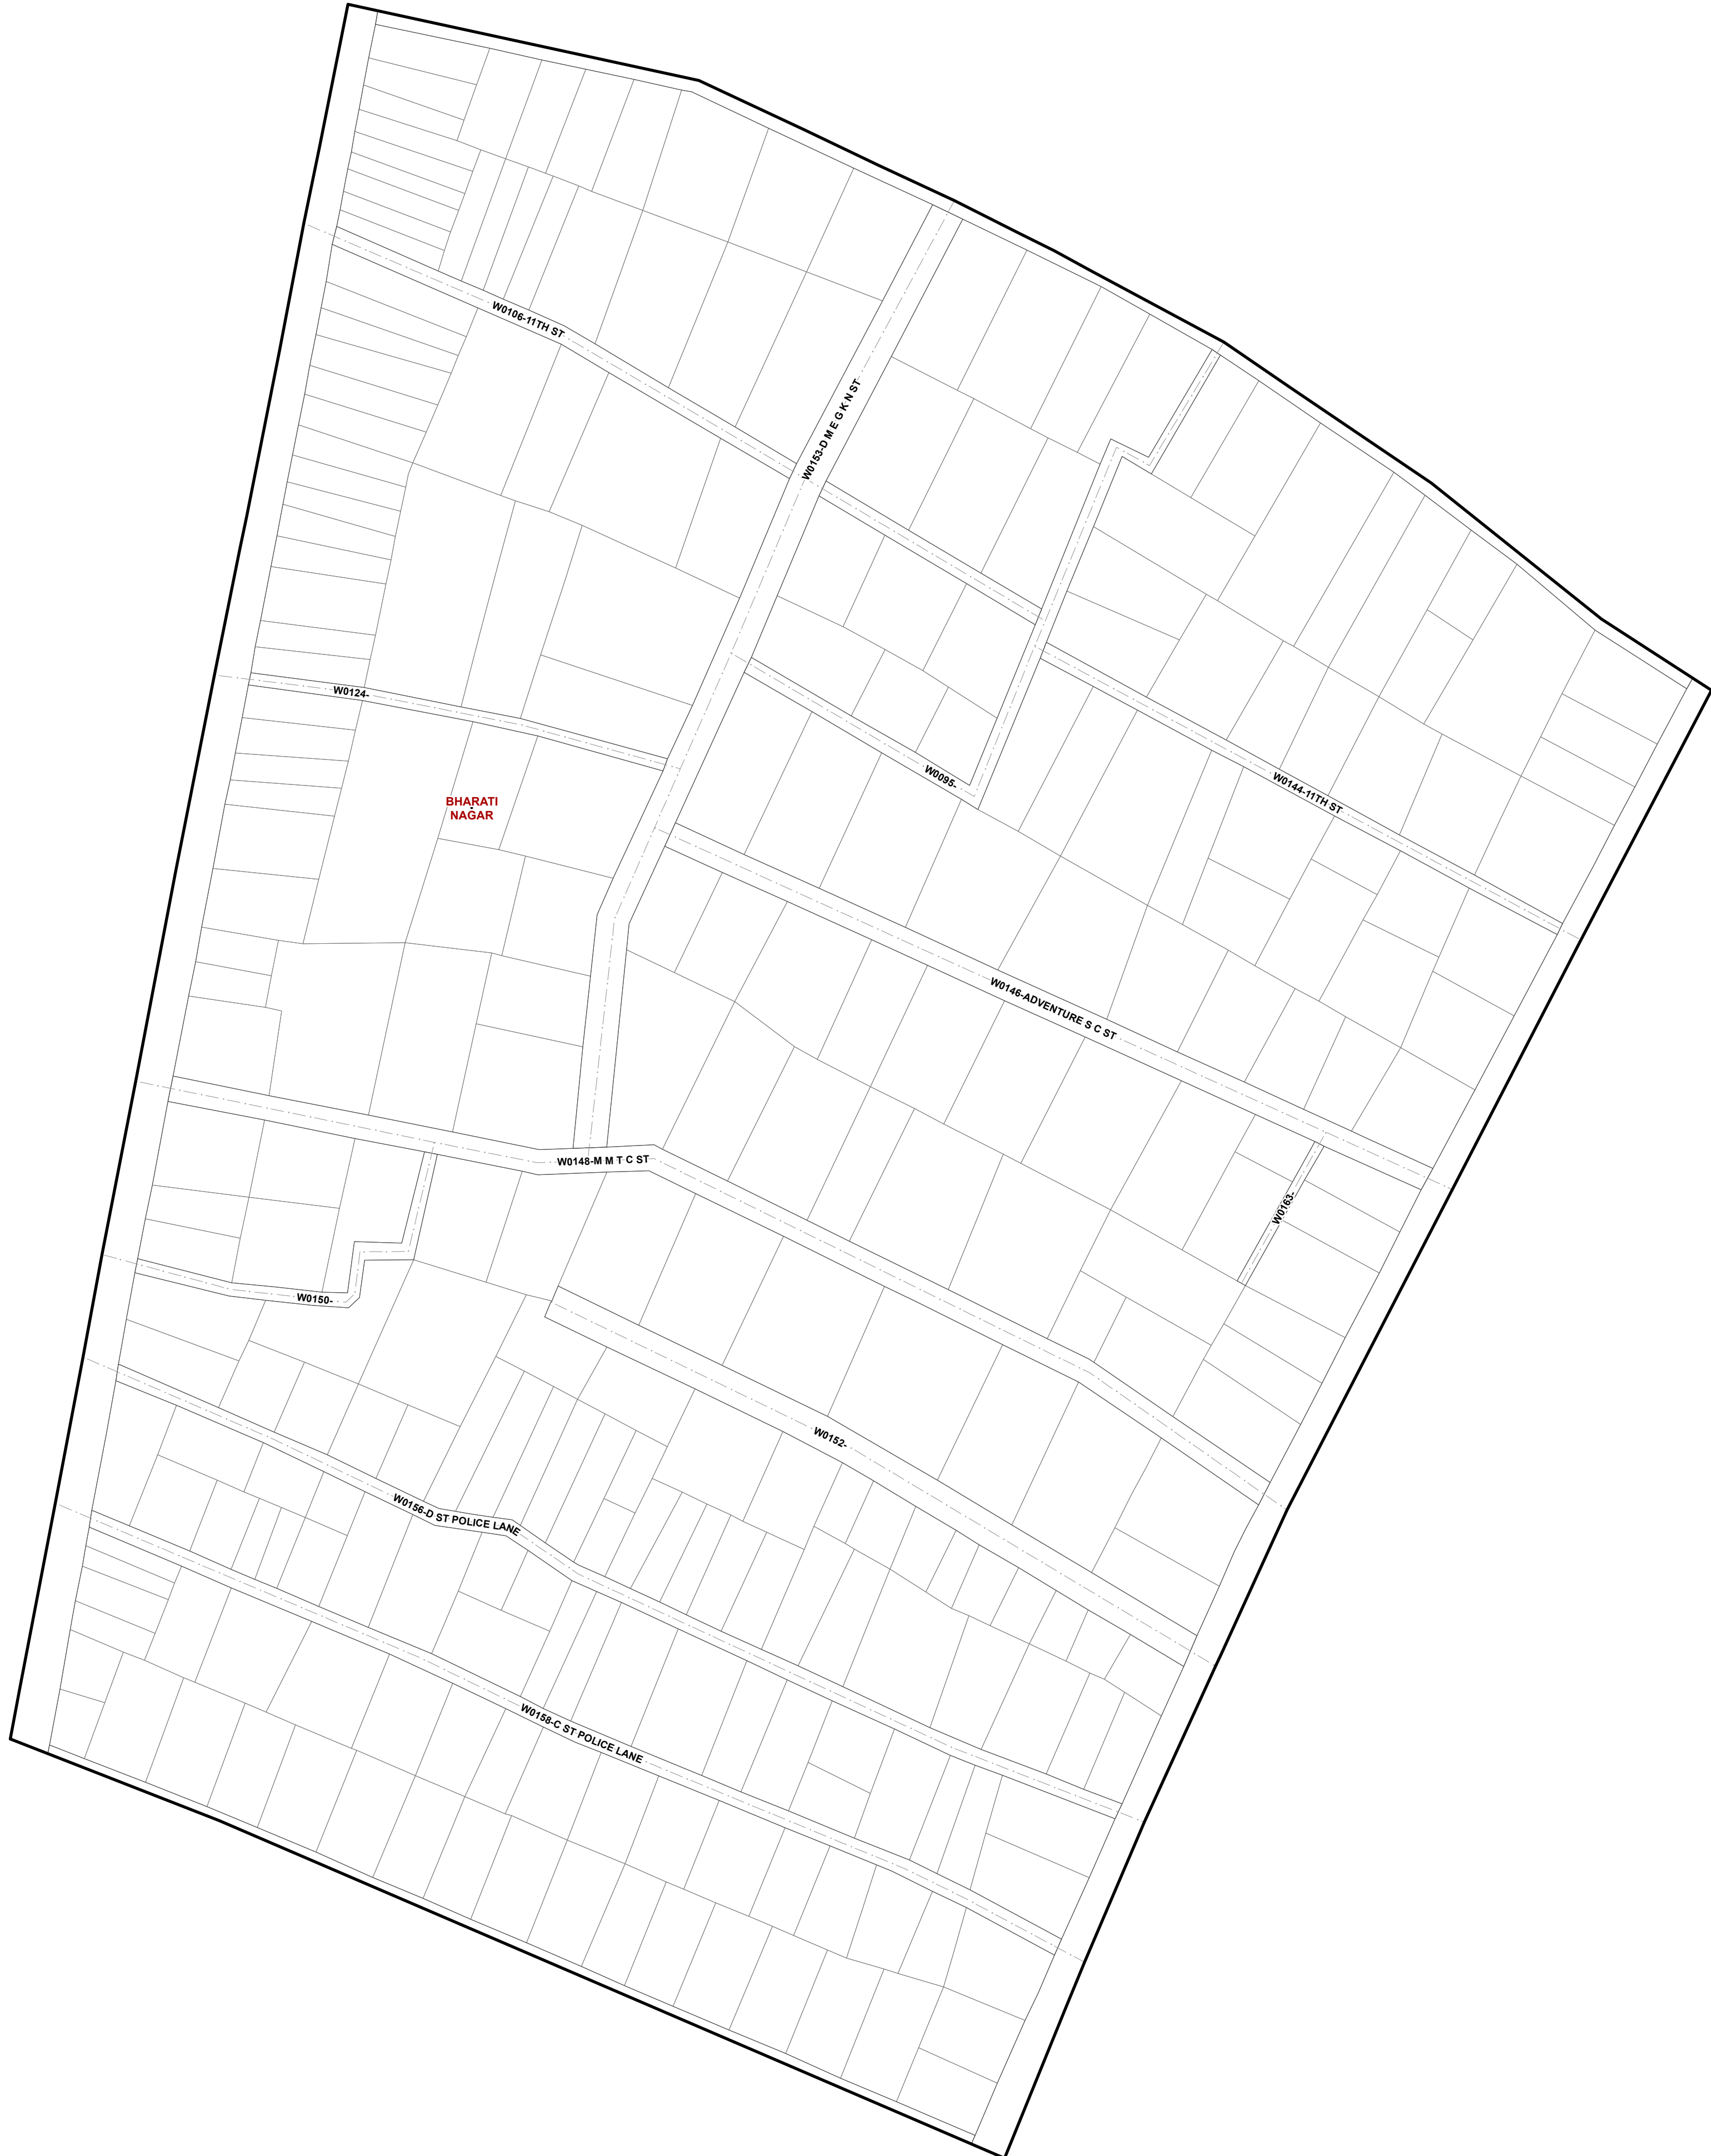 W0106-11TH ST
W0153-D M E G K N ST
W0124-
W0095-
W0144-11TH ST
BHARATI
NAGAR
W0146-ADVENTURE S C ST
W0148-M M T C ST
W0163-
W0150-
W0152-
W0156-D ST POLICE LANE
W0158-C ST POLICE LANE